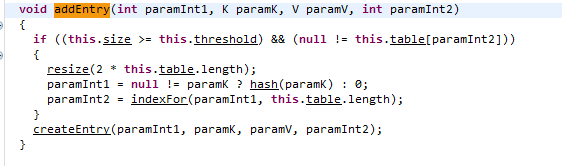 void addEntry(int paramInt1, K paramK, V paramV, int paramInt2)
{
if ((this.size >= this.threshold) && (null != this.table[paramInt2]))
{
resize(2 * this.table.length);
paramInt1 = null != paramK ? hash(paramK) : 0;
paramInt2 = indexFor(paramInt1, this.table.length);
}
createEntry(paramInt1, paramK, paramV, paramInt2);
}